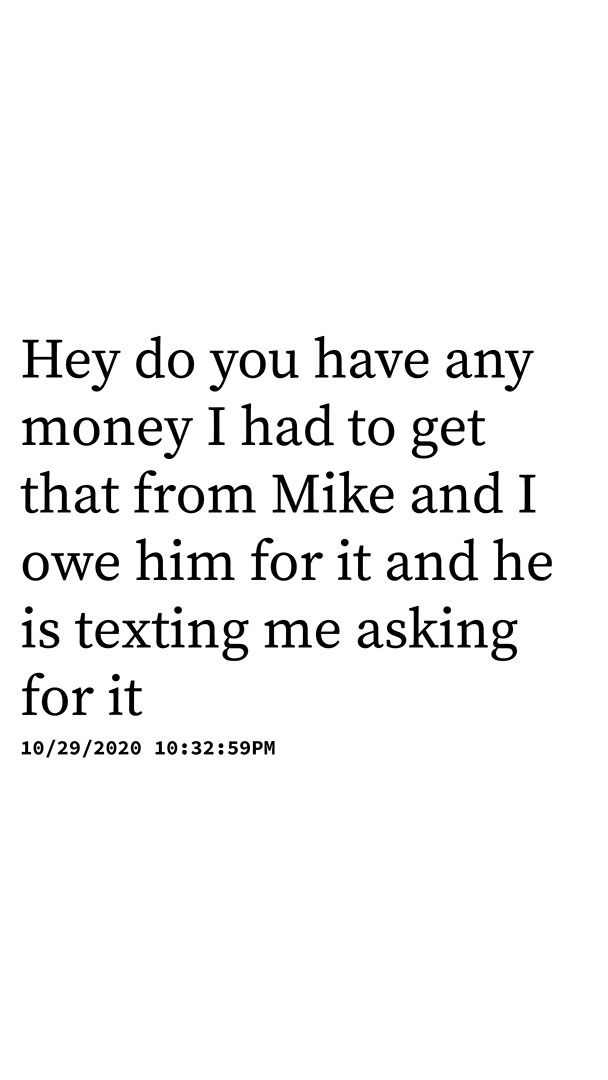 Hey do you have any
money I had to get
that from Mike and I
owe him for it and he
is texting me asking
for it
10/29/2020 10:32:59PM